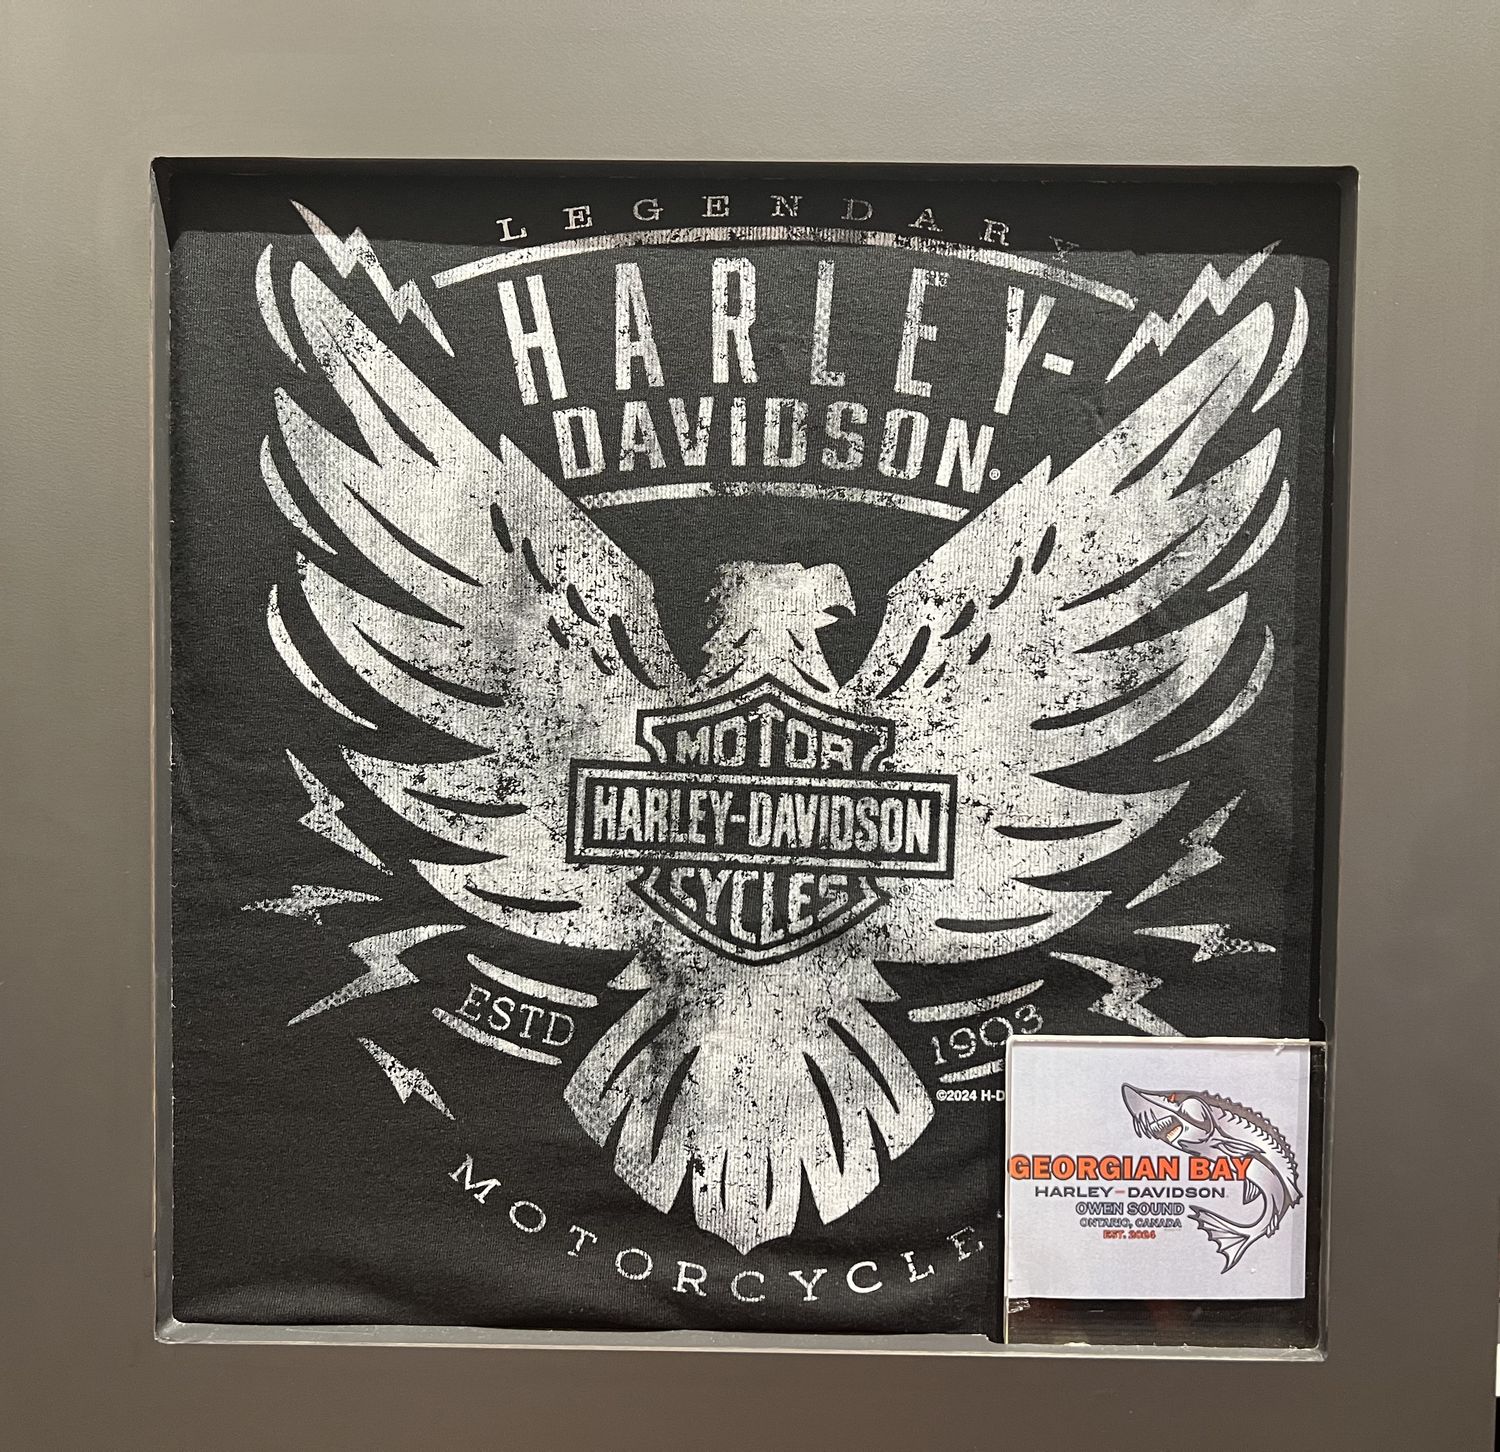 LEGENDARY
HARLEY-
DAVIDSON®
MOTOR
HARLEY-DAVIDSON
CYCLES®
ESTD
1903
©2024 H-D
MOTORCYCLE
GEORGIAN BAY
HARLEY-DAVIDSON
OWEN SOUND
ONTARIO, CANADA
EST. 2024